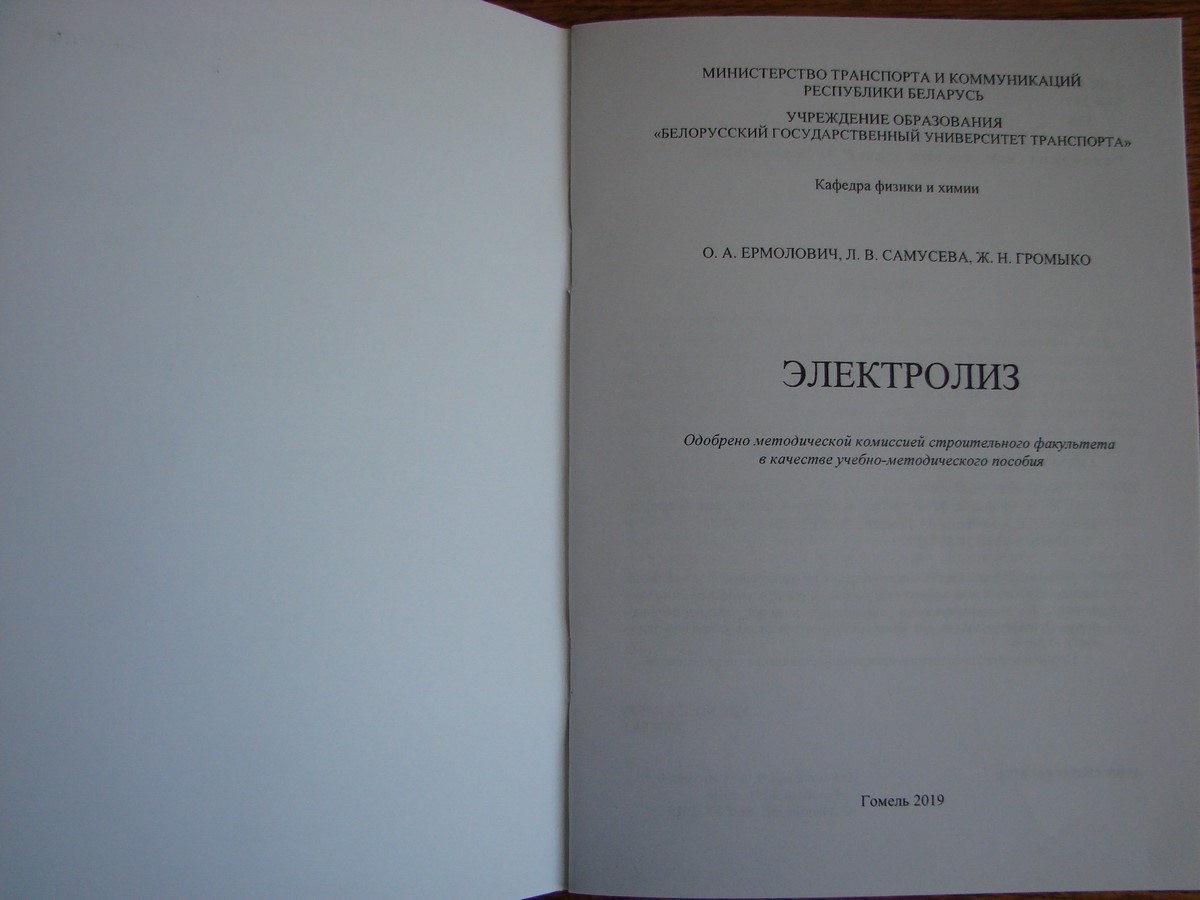 МИНИСТЕРСТВО ТРАНСПОРТА И КОММУНИКАЦИЙ
РЕСПУБЛИКИ БЕЛАРУСЬ
УЧРЕЖДЕНИЕ ОБРАЗОВАНИЯ
«БЕЛОРУССКИЙ ГОСУДАРСТВЕННЫЙ УНИВЕРСИТЕТ ТРАНСПОРТА»
Кафедра физики и химии
О. А. ЕРМОЛОВИЧ, Л. В. САМУСЕВА, Ж. Н. ГРОМЫКО
ЭЛЕКТРОЛИЗ
Одобрено методической комиссией строительного факультета
в качестве учебно-методического пособия
Гомель 2019